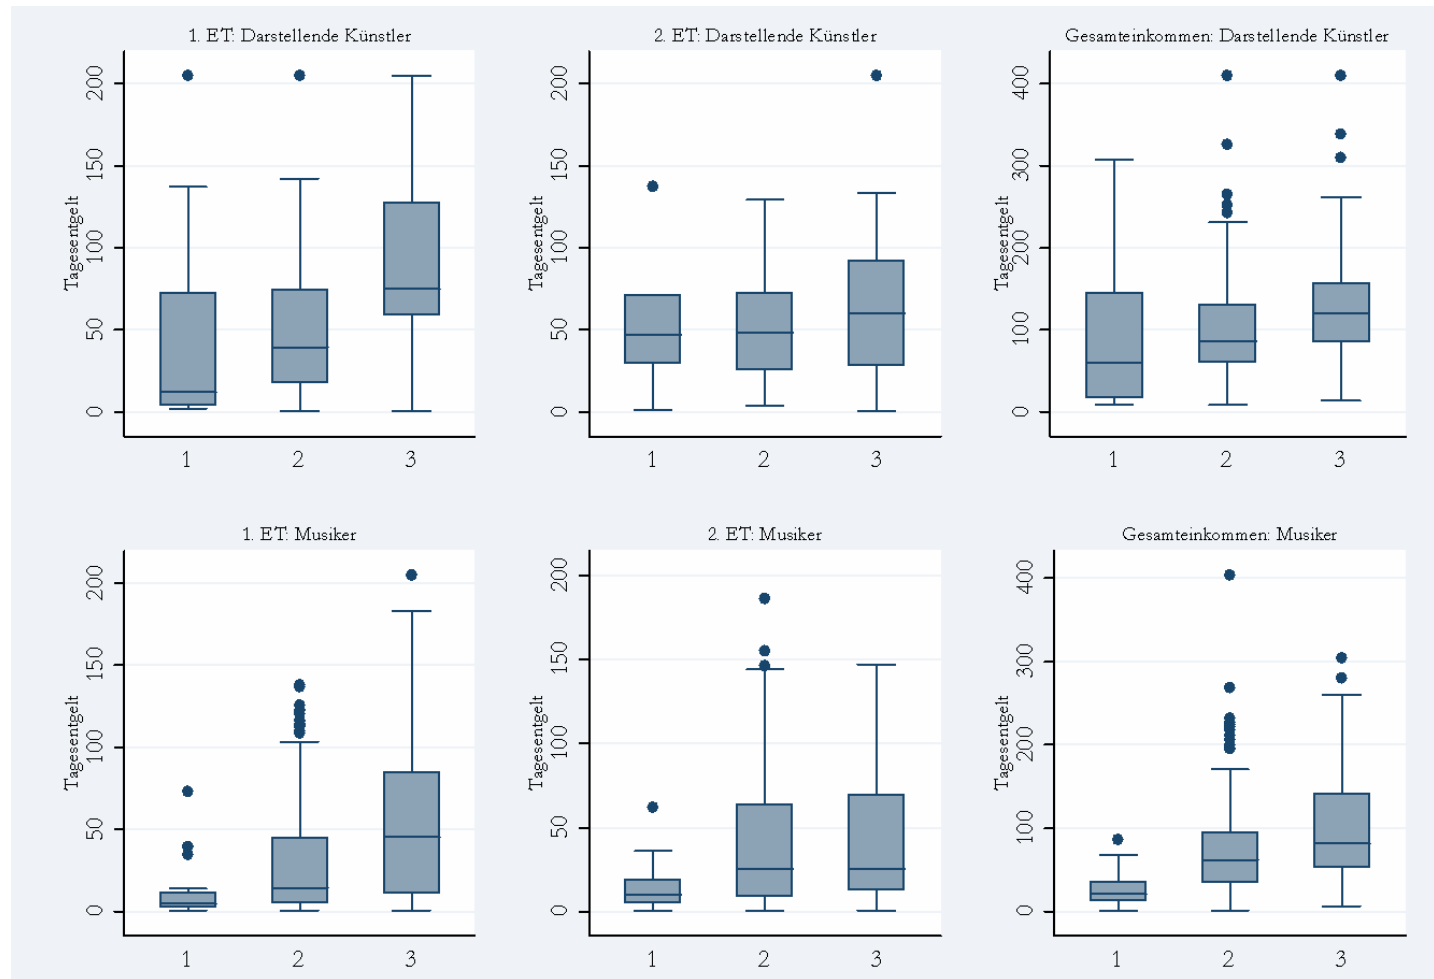 1. ET: Darstellende Künstler
Tagesentgelt
200
150
100
50
0
1 2 3
2. ET: Darstellende Künstler
Tagesentgelt
200
150
100
50
0
1 2 3
Gesamteinkommen: Darstellende Künstler
Tagesentgelt
400
300
200
100
0
1 2 3
1. ET: Musiker
Tagesentgelt
200
150
100
50
0
1 2 3
2. ET: Musiker
Tagesentgelt
200
150
100
50
0
1 2 3
Gesamteinkommen: Musiker
Tagesentgelt
400
300
200
100
0
1 2 3